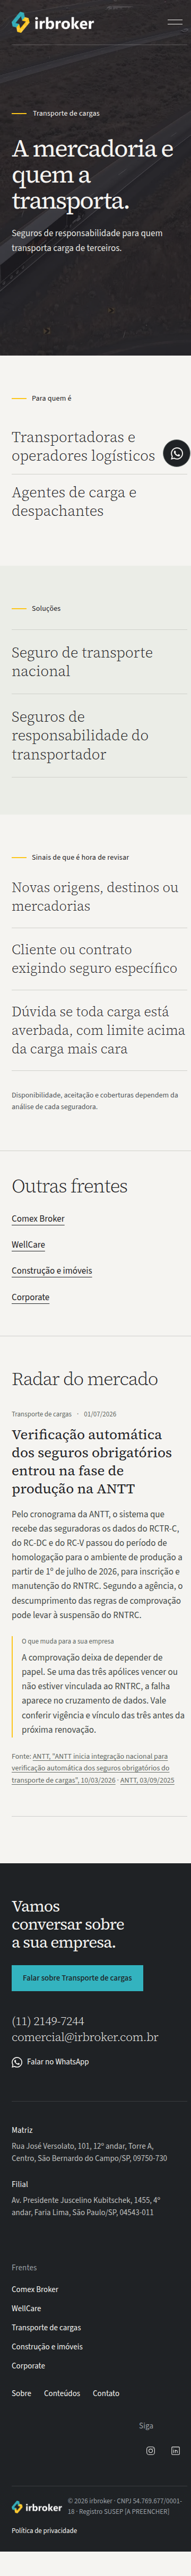 irbroker
Transporte de cargas
A mercadoria e
quem a
transporta.
Seguros de responsabilidade para quem
transporta carga de terceiros.
Para quem é
Transportadoras e
operadores logísticos
Agentes de carga e
despachantes
Soluções
Seguro de transporte
nacional
Seguros de
responsabilidade do
transportador
Sinais de que é hora de revisar
Novas origens, destinos ou
mercadorias
Cliente ou contrato
exigindo seguro específico
Dúvida se toda carga está
averbada, com limite acima
da carga mais cara
Disponibilidade, aceitação e coberturas dependem da
análise de cada seguradora.
Outras frentes
Comex Broker
WellCare
Construção e imóveis
Corporate
Radar do mercado
Transporte de cargas · 01/07/2026
Verificação automática
dos seguros obrigatórios
entrou na fase de
produção na ANTT
Pelo cronograma da ANTT, o sistema que
recebe das seguradoras os dados do RCTR-C,
do RC-DC e do RC-V passou do período de
homologação para o ambiente de produção a
partir de 1º de julho de 2026, para inscrição e
manutenção do RNTRC. Segundo a agência, o
descumprimento das regras de comprovação
pode levar à suspensão do RNTRC.
O que muda para a sua empresa
A comprovação deixa de depender de
papel. Se uma das três apólices vencer ou
não estiver vinculada ao RNTRC, a falha
aparece no cruzamento de dados. Vale
conferir vigência e vínculo das três antes da
próxima renovação.
Fonte: ANTT, "ANTT inicia integração nacional para
verificação automática dos seguros obrigatórios do
transporte de cargas", 10/03/2026 · ANTT, 03/09/2025
Vamos
conversar sobre
a sua empresa.
Falar sobre Transporte de cargas
(11) 2149-7244
comercial@irbroker.com.br
Falar no WhatsApp
Matriz
Rua José Versolato, 101, 12º andar, Torre A,
Centro, São Bernardo do Campo/SP, 09750-730
Filial
Av. Presidente Juscelino Kubitschek, 1455, 4º
andar, Faria Lima, São Paulo/SP, 04543-011
Frentes
Comex Broker
WellCare
Transporte de cargas
Construção e imóveis
Corporate
Sobre Conteúdos Contato
Siga
irbroker
© 2026 irbroker · CNPJ 54.769.677/0001-
18 · Registro SUSEP [A PREENCHER]
Política de privacidade